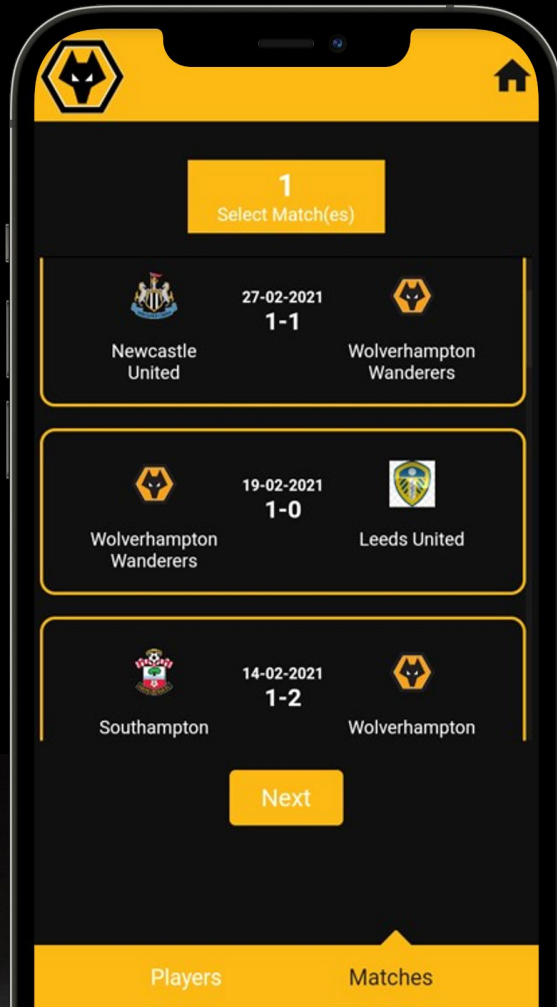 1
Select Match(es)
27-02-2021
1-1
Newcastle
United
Wolverhampton
Wanderers
19-02-2021
1-0
Wolverhampton
Wanderers
Leeds United
14-02-2021
1-2
Southampton
Wolverhampton
Next
Players
Matches